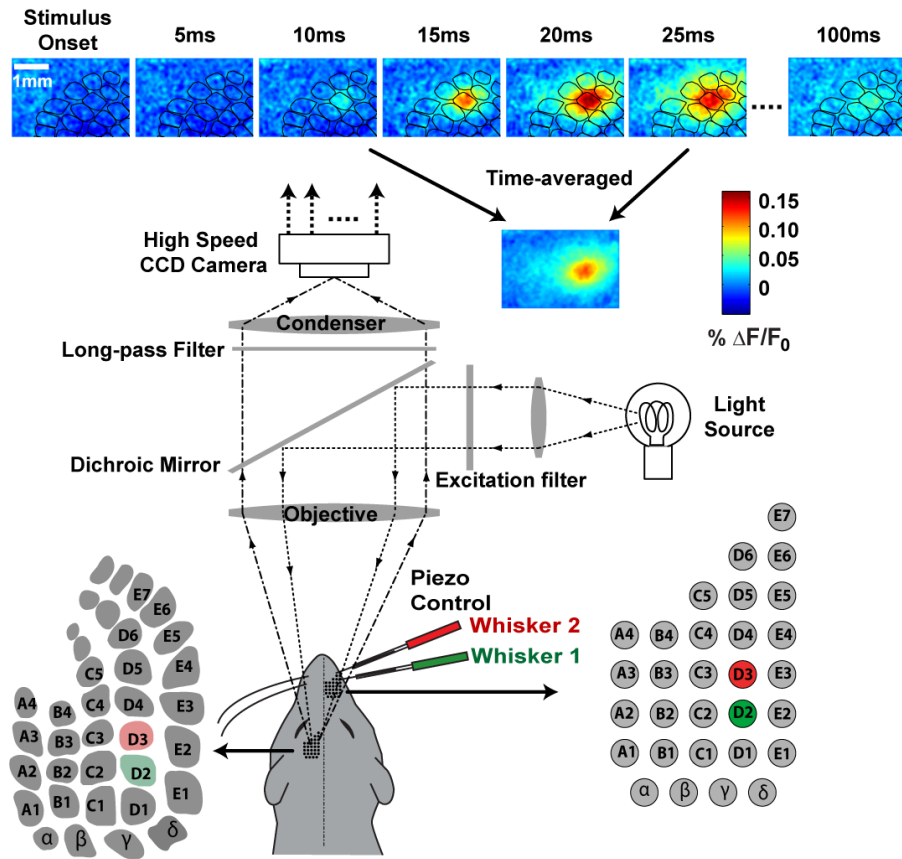 Stimulus
Onset
5ms
10ms
15ms
20ms
25ms
100ms
1mm
.....
Time-averaged
.....
High Speed
CCD Camera
0.15
0.10
0.05
0
% ΔF/F0
Condenser
Long-pass Filter
Light
Source
Dichroic Mirror
Excitation filter
Objective
Piezo
Control
Whisker 2
Whisker 1
E7
E6
D6
E5
C5
D5
A4
A3
A2
A1
B4
B3
B2
B1
C4
C3
C2
C1
D4
D3
D2
D1
E4
E3
E2
E1
α
β
γ
δ
E7
D6
E6
C5
D5
E5
A4
B4
C4
D4
E4
A3
B3
C3
D3
E3
A2
B2
C2
D2
E2
A1
B1
C1
D1
E1
α
β
γ
δ